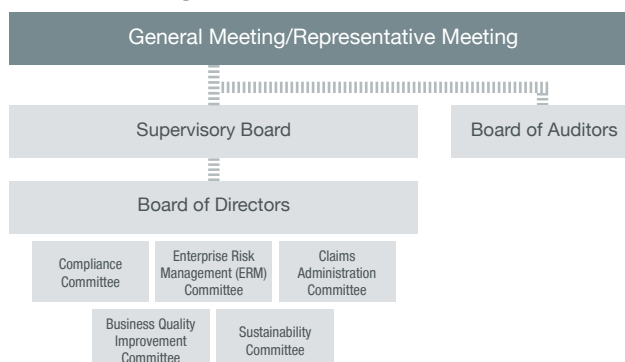 General Meeting/Representative Meeting
Supervisory Board
Board of Auditors
Board of Directors
Compliance
Committee
Enterprise Risk
Management (ERM)
Committee
Claims
Administration
Committee
Business Quality
Improvement
Committee
Sustainability
Committee